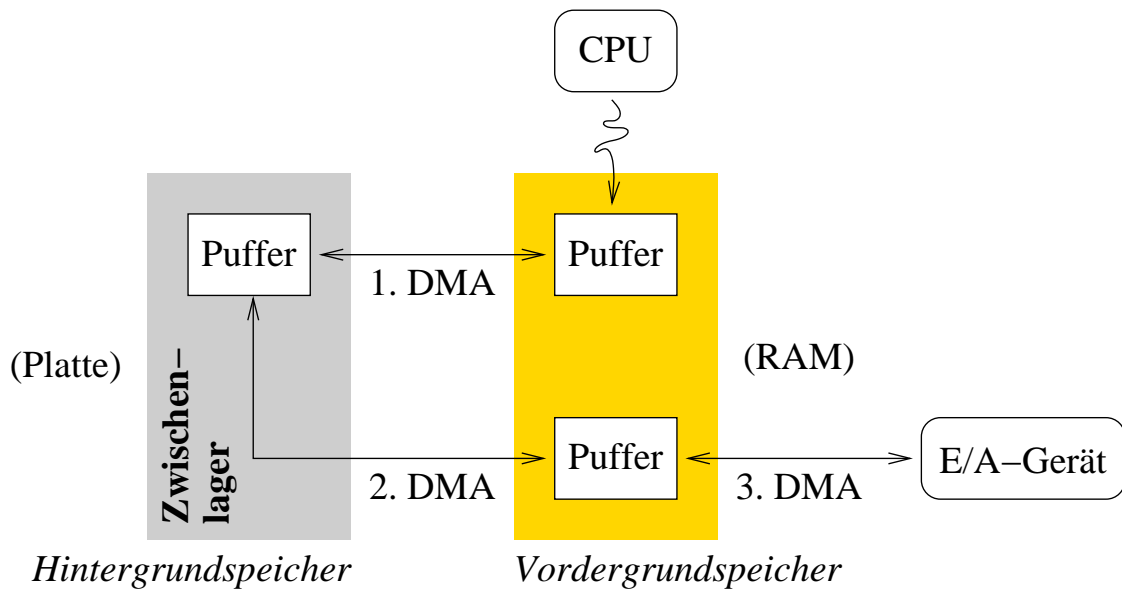 CPU
Puffer
Puffer
1. DMA
(Platte)
Zwischen–
lager
(RAM)
Puffer
E/A–Gerät
2. DMA
3. DMA
Hintergrundspeicher
Vordergrundspeicher